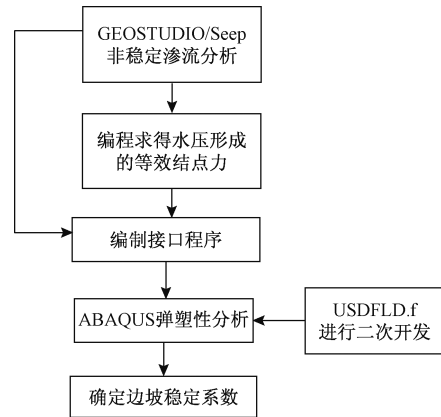 GEOSTUDIO/Seep
非稳定渗流分析
编程求得水压形成
的等效结点力
编制接口程序
ABAQUS弹塑性分析
USDFLD.f
进行二次开发
确定边坡稳定系数